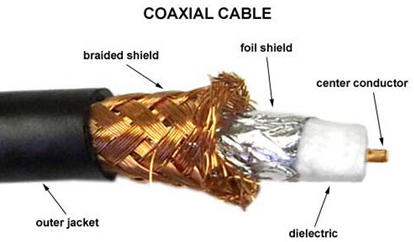 COAXIAL CABLE
foil shield
braided shield
center conductor
outer jacket
dielectric